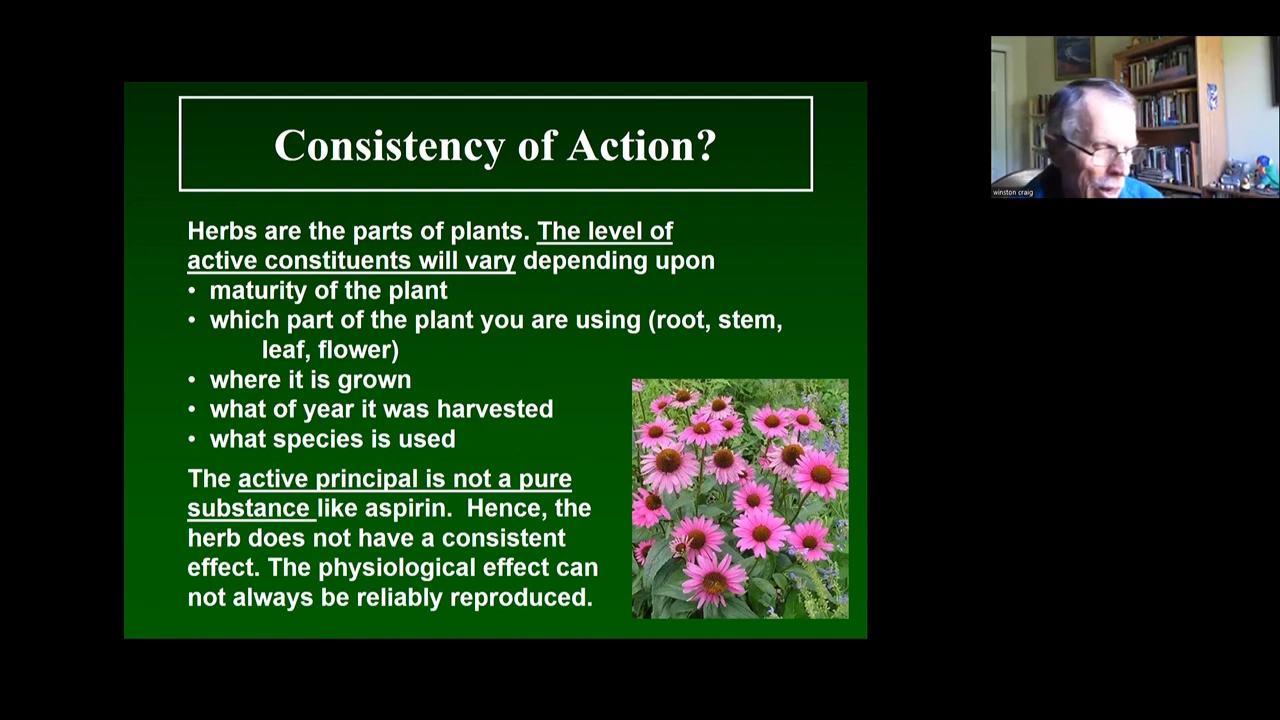 Consistency of Action?
Herbs are the parts of plants. The level of
active constituents will vary depending upon
• maturity of the plant
• which part of the plant you are using (root, stem,
leaf, flower)
• where it is grown
• what of year it was harvested
• what species is used
The active principal is not a pure
substance like aspirin. Hence, the
herb does not have a consistent
effect. The physiological effect can
not always be reliably reproduced.
winston craig